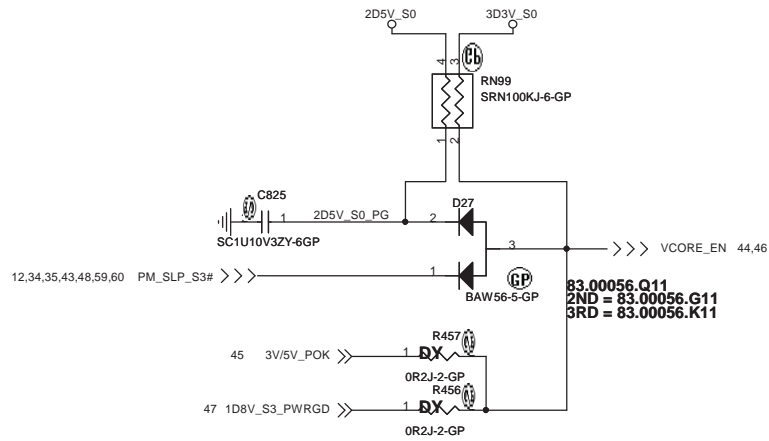 2D5V_S0 3D3V_S0
4 3
RN99
SRN100KJ-6-GP
1 2
C825
1 2D5V_S0_PG 2
D27
SC1U10V3ZY-6GP
3
VCORE_EN 44,46
12,34,35,43,48,59,60 PM_SLP_S3# 1
GP
BAW56-5-GP
83.00056.Q11
2ND = 83.00056.G11
3RD = 83.00056.K11
R457
45 3V/5V_POK 1 DY
0R2J-2-GP
R456
47 1D8V_S3_PWRGD 1 DY
0R2J-2-GP